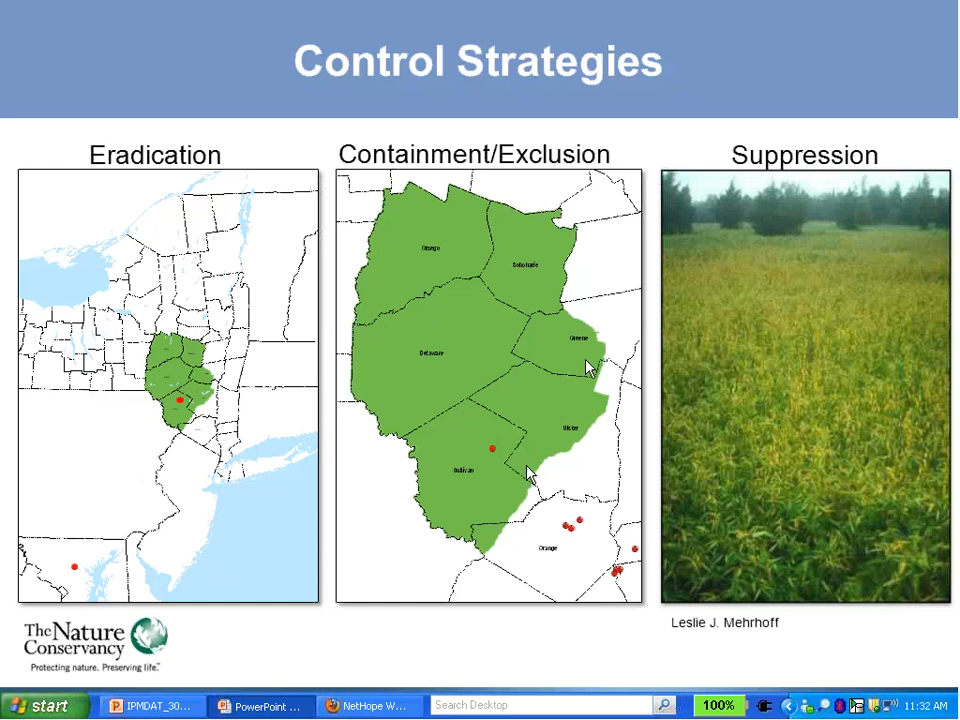 Control Strategies
Eradication
Containment/Exclusion
Suppression
Otsego
Schoharie
Greene
Delaware
Ulster
Sullivan
Orange
Leslie J. Mehrhoff
The Nature
Conservancy
Protecting nature. Preserving life.™
start
IPMDAT_30...
PowerPoint ...
NetHope W...
Search Desktop
100%
11:32 AM